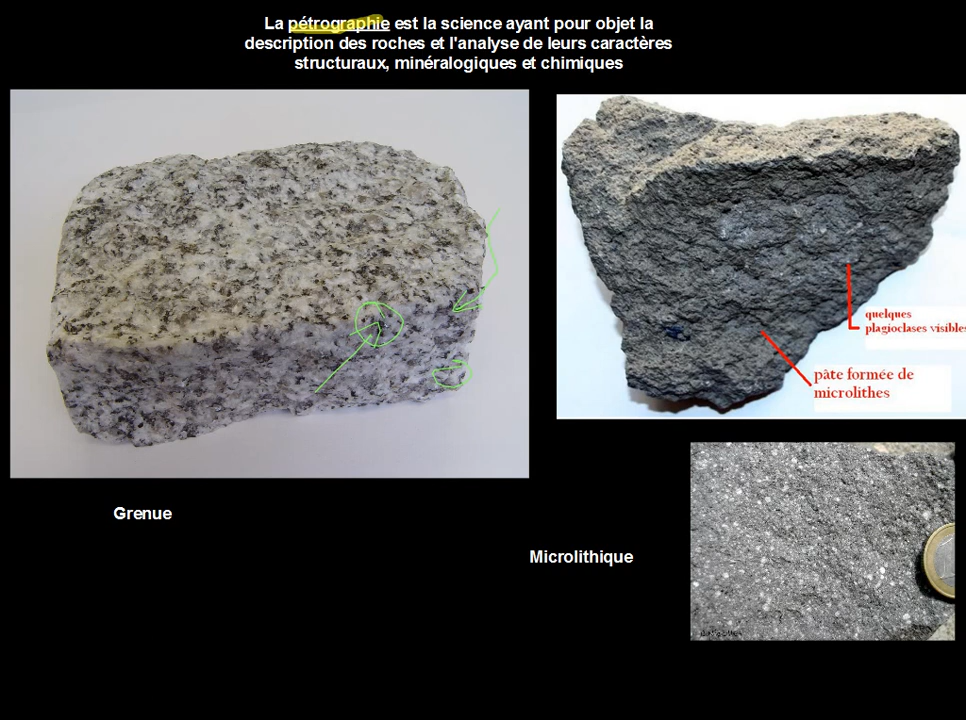 La pétrographie est la science ayant pour objet la
description des roches et l'analyse de leurs caractères
structuraux, minéralogiques et chimiques
quelques
plagioclases visibles
pâte formée de
microlithes
Grenue
Microlithique